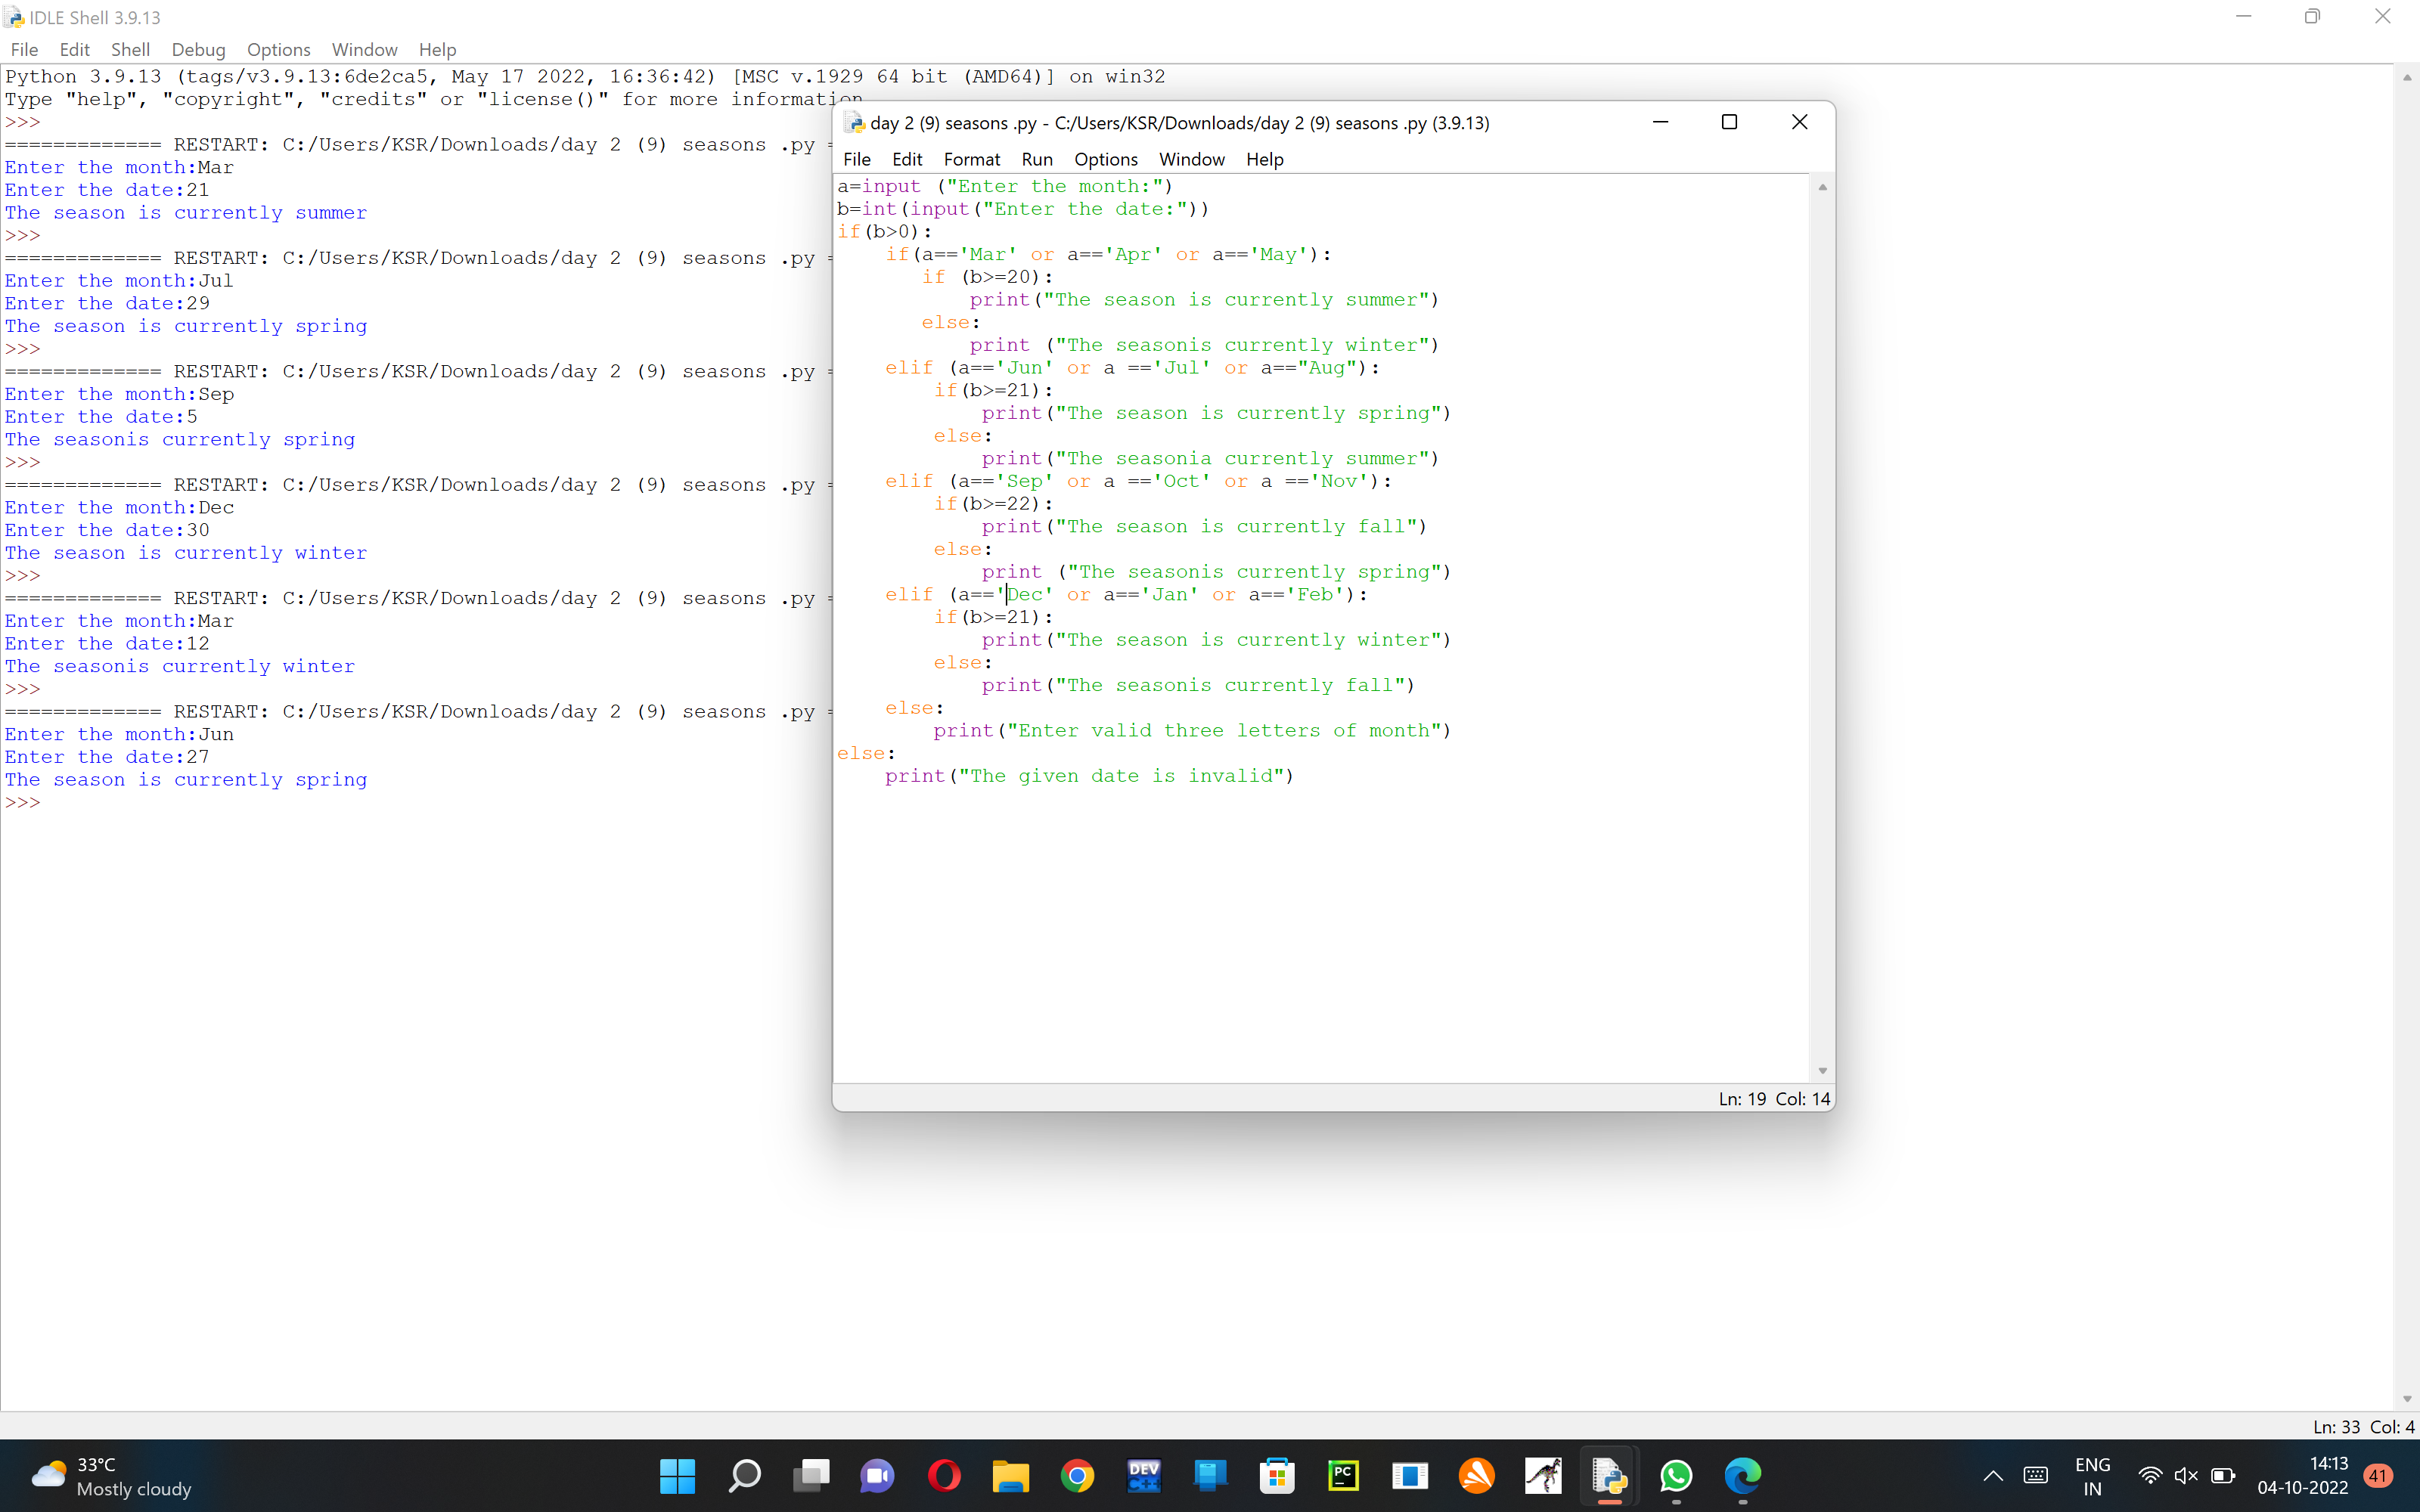 IDLE Shell 3.9.13
File Edit Shell Debug Options Window Help
Python 3.9.13 (tags/v3.9.13:6de2ca5, May 17 2022, 16:36:42) [MSC v.1929 64 bit (AMD64)] on win32
Type "help", "copyright", "credits" or "license()" for more information
>>>
============= RESTART: C:/Users/KSR/Downloads/day 2 (9) seasons .py =
Enter the month:Mar
Enter the date:21
The season is currently summer
>>>
============= RESTART: C:/Users/KSR/Downloads/day 2 (9) seasons .py =
Enter the month:Jul
Enter the date:29
The season is currently spring
>>>
============= RESTART: C:/Users/KSR/Downloads/day 2 (9) seasons .py =
Enter the month:Sep
Enter the date:5
The seasonis currently spring
>>>
============= RESTART: C:/Users/KSR/Downloads/day 2 (9) seasons .py =
Enter the month:Dec
Enter the date:30
The season is currently winter
>>>
============= RESTART: C:/Users/KSR/Downloads/day 2 (9) seasons .py =
Enter the month:Mar
Enter the date:12
The seasonis currently winter
>>>
============= RESTART: C:/Users/KSR/Downloads/day 2 (9) seasons .py =
Enter the month:Jun
Enter the date:27
The season is currently spring
>>>
day 2 (9) seasons .py - C:/Users/KSR/Downloads/day 2 (9) seasons .py (3.9.13)
File Edit Format Run Options Window Help
a=input ("Enter the month:")
b=int(input("Enter the date:"))
if(b>0):
    if(a=='Mar' or a=='Apr' or a=='May'):
       if (b>=20):
           print("The season is currently summer")
       else:
           print ("The seasonis currently winter")
    elif (a=='Jun' or a =='Jul' or a=="Aug"):
        if(b>=21):
            print("The season is currently spring")
        else:
            print("The seasonia currently summer")
    elif (a=='Sep' or a =='Oct' or a =='Nov'):
        if(b>=22):
            print("The season is currently fall")
        else:
            print ("The seasonis currently spring")
    elif (a=='Dec' or a=='Jan' or a=='Feb'):
        if(b>=21):
            print("The season is currently winter")
        else:
            print("The seasonis currently fall")
    else:
        print("Enter valid three letters of month")
else:
    print("The given date is invalid")
Ln: 19 Col: 14
Ln: 33 Col: 4
33°C
Mostly cloudy
DEV
C++
PC
ENG
IN
14:13
04-10-2022
41